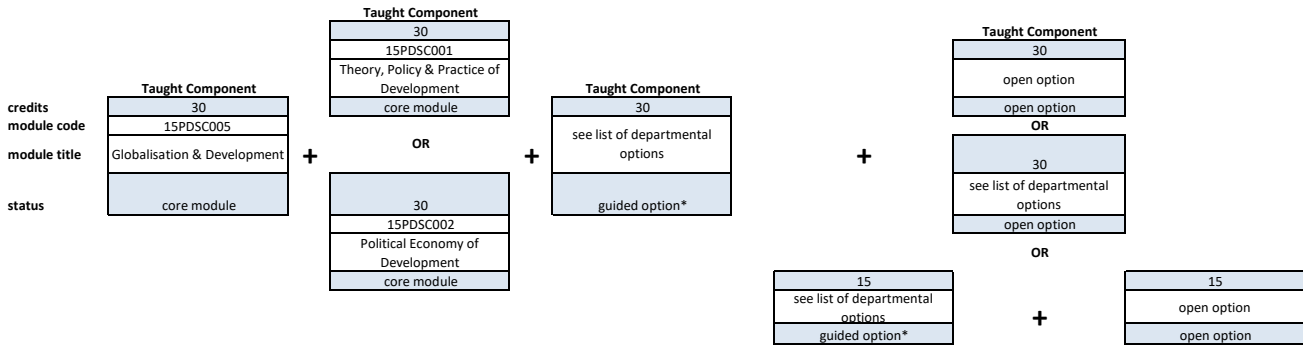 credits
module code
module title
status
Taught Component
30
15PDSC005
Globalisation & Development
core module
+
Taught Component
30
15PDSC001
Theory, Policy & Practice of
Development
core module
OR
30
15PDSC002
Political Economy of
Development
core module
+
Taught Component
30
see list of departmental
options
guided option*
+
Taught Component
30
open option
open option
OR
30
see list of departmental
options
open option
OR
15
see list of departmental
options
guided option*
+
15
open option
open option